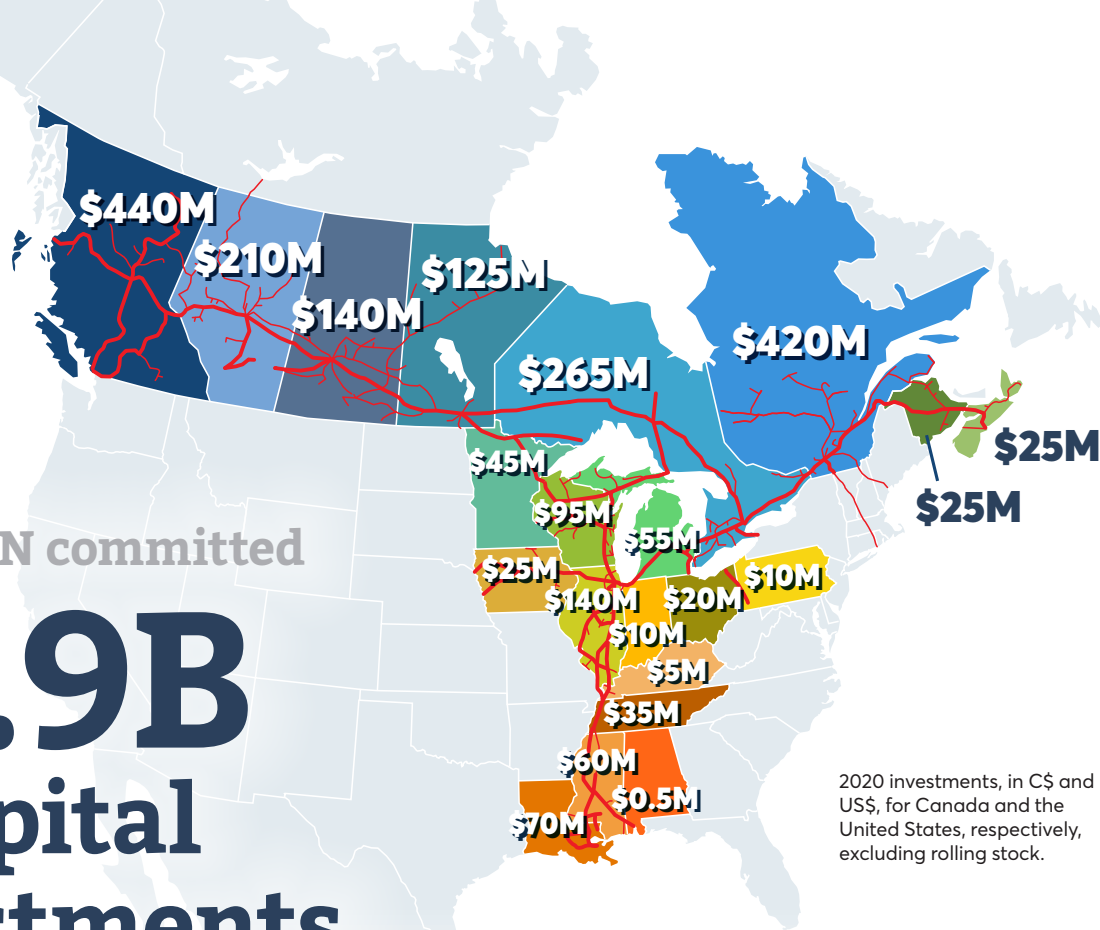 $440M
$210M
$125M
$140M
$265M
$420M
$25M
$25M
$45M
$95M
$55M
$25M
$140M
$20M
$10M
$10M
$5M
$35M
$60M
$0.5M
$70M
N committed
.9B
pital
rtments
2020 investments, in C$ and
US$, for Canada and the
United States, respectively,
excluding rolling stock.